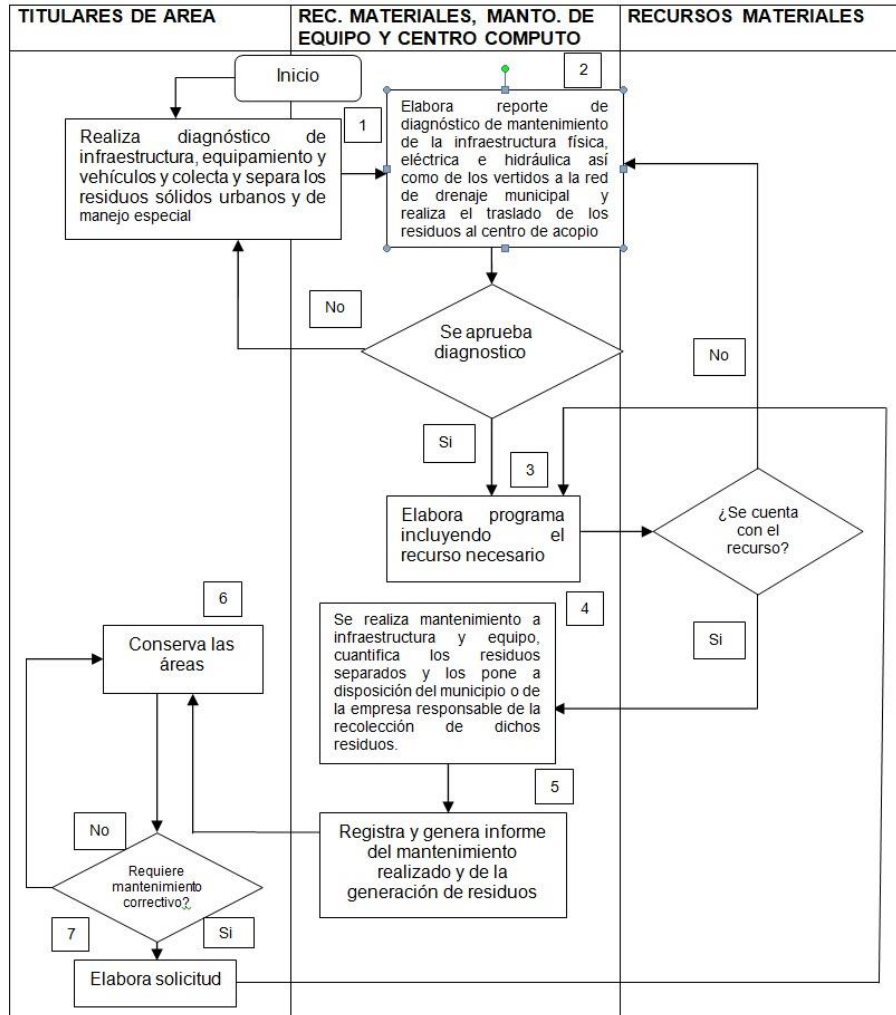 TITULARES DE AREA
REC. MATERIALES, MANTO. DE
EQUIPO Y CENTRO COMPUTO
RECURSOS MATERIALES
Inicio
1
Realiza diagnóstico de
infraestructura, equipamiento y
vehículos y colecta y separa los
residuos sólidos urbanos y de
manejo especial
2
Elabora reporte de
diagnóstico de mantenimiento
de la infraestructura física,
eléctrica e hidráulica así
como de los vertidos a la red
de drenaje municipal y
realiza el traslado de los
residuos al centro de acopio
No
Se aprueba
diagnostico
No
Si
3
Elabora programa
incluyendo el
recurso necesario
¿Se cuenta
con el
recurso?
Si
4
Se realiza mantenimiento a
infraestructura y equipo,
cuantifica los residuos
separados y los pone a
disposición del municipio o de
la empresa responsable de la
recolección de dichos
residuos.
5
Registra y genera informe
del mantenimiento
realizado y de la
generación de residuos
6
Conserva las
áreas
No
Requiere
mantenimiento
correctivo?
7
Si
Elabora solicitud